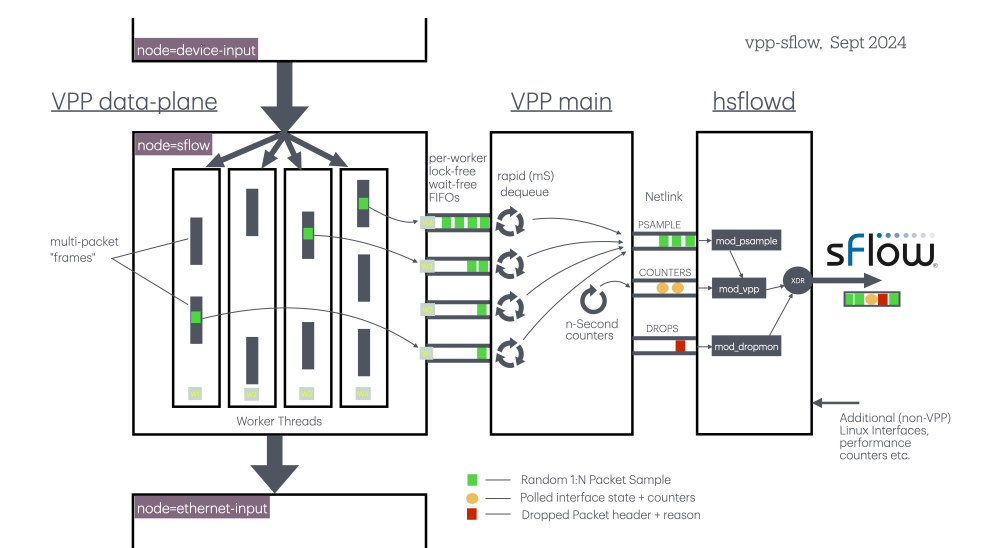 node=device-input
vpp-sflow, Sept 2024
VPP data-plane
VPP main
hsflowd
node=sflow
per-worker
lock-free
wait-free
FIFOs
rapid (mS)
dequeue
Netlink
PSAMPLE
mod_psample
multi-packet
"frames"
sFlow
COUNTERS
mod_vpp
XDR
n-Second
counters
DROPS
mod_dropmon
Worker Threads
Additional (non-VPP)
Linux Interfaces,
performance
counters etc.
Random 1:N Packet Sample
Polled interface state + counters
Dropped Packet header + reason
node=ethernet-input